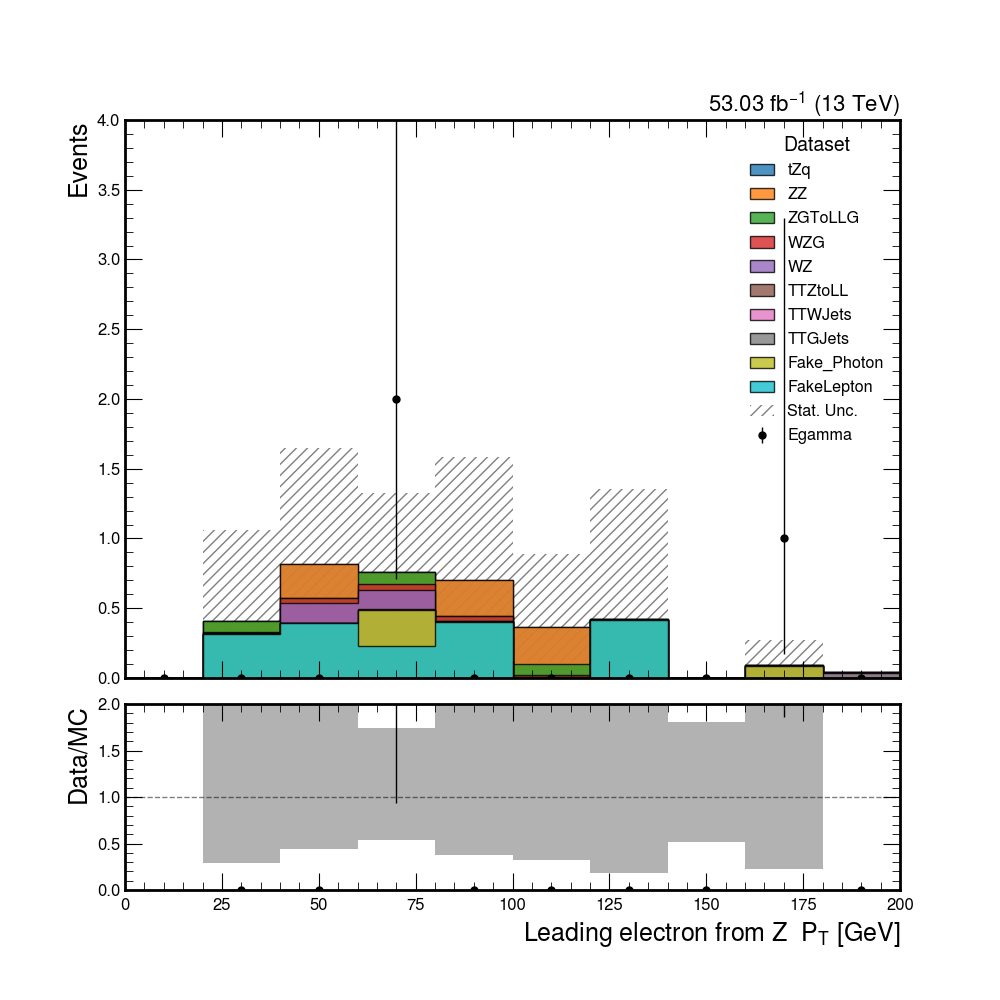 53.03 fb⁻¹ (13 TeV)
Events
4.0
3.5
3.0
2.5
2.0
1.5
1.0
0.5
0.0
Dataset
tZq
ZZ
ZGToLLG
WZG
WZ
TTZtoLL
TTWJets
TTGJets
Fake_Photon
FakeLepton
Stat. Unc.
Egamma
Data/MC
2.0
1.5
1.0
0.5
0.0
0 25 50 75 100 125 150 175 200
Leading electron from Z P_T [GeV]